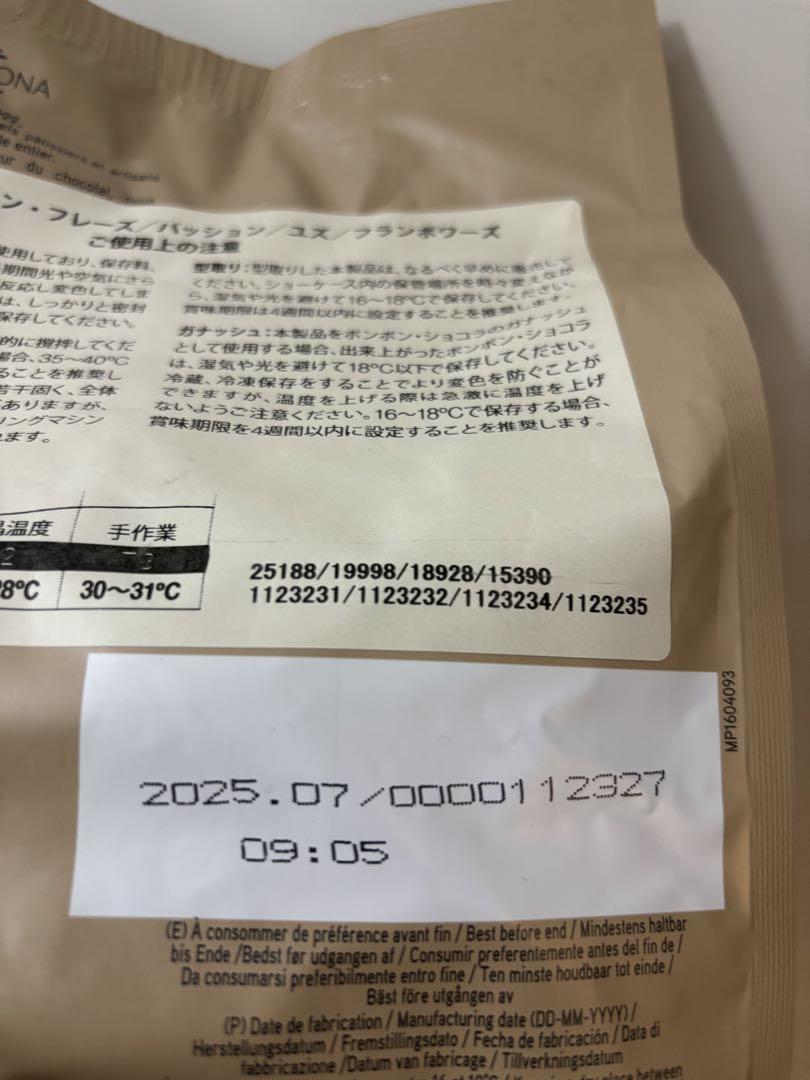 ONA
chefs pâtissiers et artisans
de entier.
ur du chocolat,
ン・フレーズ/パッション/ユズ/フランボワーズ
ご使用上の注意
使用しており、保存料、
期間光や空気にさら
反応し変色してしま
は、しっかりと密封
保存してください。
的に撹拌してくだ
場合、35〜40℃
ることを推奨し
若干固く、全体
ありますが、
リングマシン
ます。
型取り:型取りした本製品は、なるべく早めに販売して
ください。ショーケース内の保管場所を時々変えなが
ら、湿気や光を避けて16〜18℃で保存してください。
賞味期限は4週間以内に設定することを推奨します。
ガナッシュ:本製品をボンボン・ショコラのガナッシュ
として使用する場合、出来上がったボンボン・ショコラ
は、湿気や光を避けて18℃以下で保存してください。
冷蔵、冷凍保存をすることでより変色を防ぐことが
できますが、温度を上げる際は急激に温度を上げ
ないようご注意ください。16〜18℃で保存する場合、
賞味期限を4週間以内に設定することを推奨します。
温度 手作業
8℃ 30〜31℃
25188/19998/18928/15390
1123231/1123232/1123234/1123235
MP1604093
2025.07/0000112327
09:05
(E) À consommer de préférence avant fin / Best before end / Mindestens haltbar
bis Ende /Bedst før udgangen af / Consumir preferentemente antes del fin de /
Da consumarsi preferibilmente entro fine / Ten minste houdbaar tot einde /
Bäst före utgången av
(P) Date de fabrication / Manufacturing date (DD-MM-YYYY) /
Herstellungsdatum / Fremstillingsdato / Fecha de fabricación / Data di
fabbricazione /Datum van fabricage / Tillverkningsdatum
place between